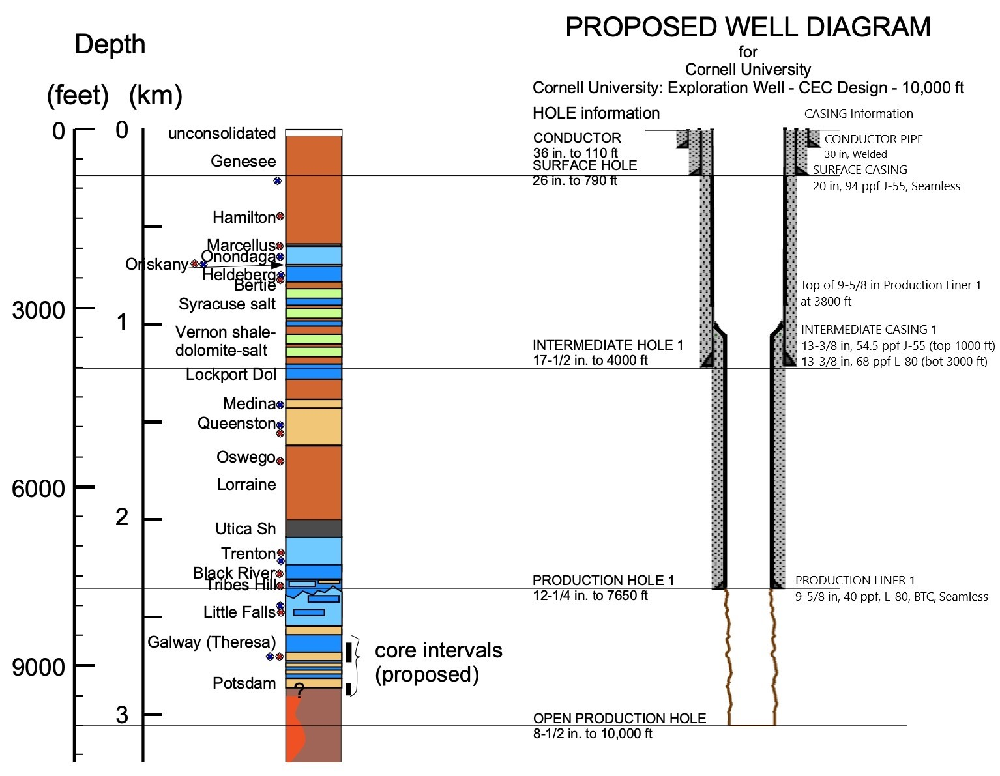 PROPOSED WELL DIAGRAM
for
Cornell University
Cornell University: Exploration Well - CEC Design - 10,000 ft
Depth
(feet) (km)
0
3000
6000
9000
0
1
2
3
unconsolidated
Genesee
Hamilton
Marcellus
Onondaga
Oriskany
Heldeberg
Bertie
Syracuse salt
Vernon shale-
dolomite-salt
Lockport Dol
Medina
Queenston
Oswego
Lorraine
Utica Sh
Trenton
Black River
Tribes Hill
Little Falls
Galway (Theresa)
Potsdam
?
core intervals
(proposed)
HOLE information
CONDUCTOR
36 in. to 110 ft
SURFACE HOLE
26 in. to 790 ft
INTERMEDIATE HOLE 1
17-1/2 in. to 4000 ft
PRODUCTION HOLE 1
12-1/4 in. to 7650 ft
OPEN PRODUCTION HOLE
8-1/2 in. to 10,000 ft
CASING Information
CONDUCTOR PIPE
30 in, Welded
SURFACE CASING
20 in, 94 ppf J-55, Seamless
Top of 9-5/8 in Production Liner 1
at 3800 ft
INTERMEDIATE CASING 1
13-3/8 in, 54.5 ppf J-55 (top 1000 ft)
13-3/8 in, 68 ppf L-80 (bot 3000 ft)
PRODUCTION LINER 1
9-5/8 in, 40 ppf, L-80, BTC, Seamless